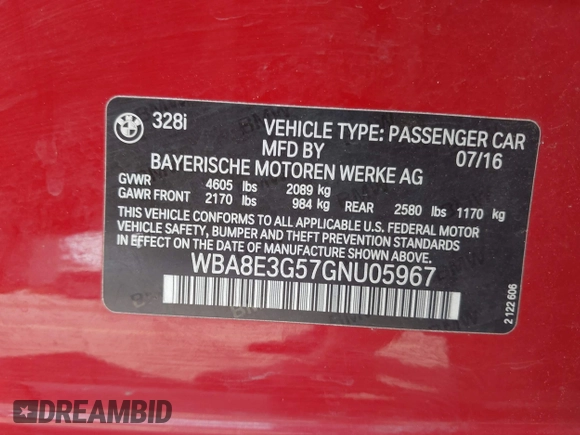 328i
VEHICLE TYPE: PASSENGER CAR
MFD BY 07/16
BAYERISCHE MOTOREN WERKE AG
GVWR 4605 lbs 2089 kg
GAWR FRONT 2170 lbs 984 kg REAR 2580 lbs 1170 kg
THIS VEHICLE CONFORMS TO ALL APPLICABLE U.S. FEDERAL MOTOR
VEHICLE SAFETY, BUMPER AND THEFT PREVENTION STANDARDS
IN EFFECT ON THE DATE OF MANUFACTURE SHOWN ABOVE.
WBA8E3G57GNU05967
2 122 606
DREAMBID